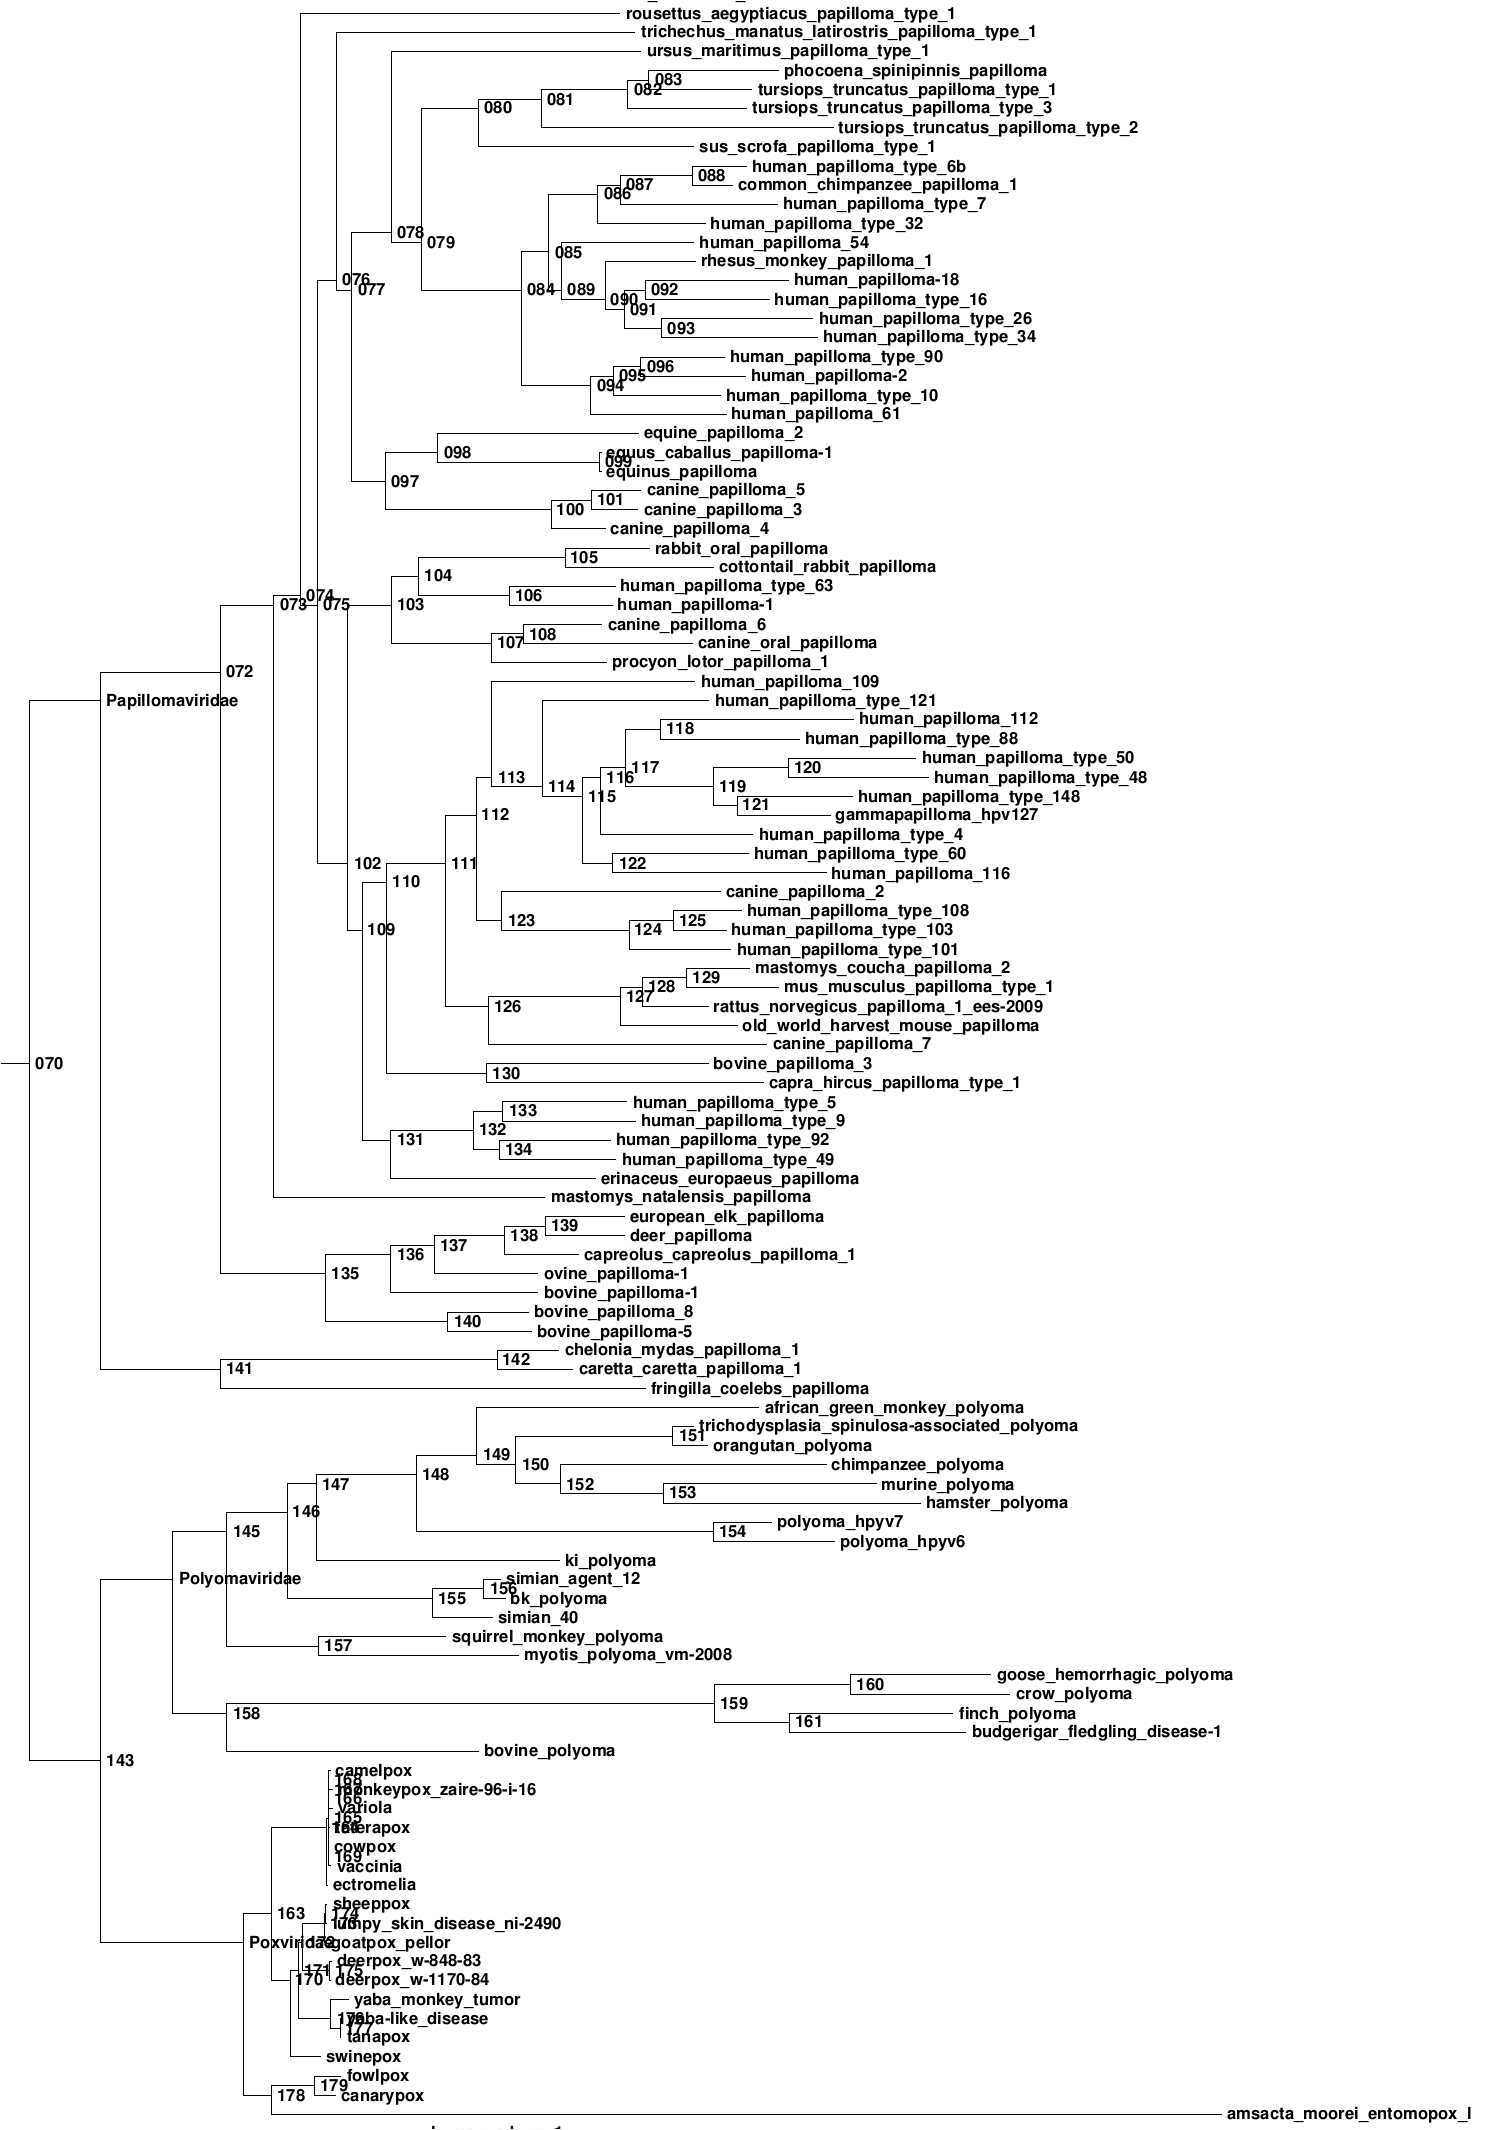 rousettus_aegyptiacus_papilloma_type_1
trichechus_manatus_latirostris_papilloma_type_1
ursus_maritimus_papilloma_type_1
phocoena_spinipinnis_papilloma
083
082
tursiops_truncatus_papilloma_type_1
081
080
tursiops_truncatus_papilloma_type_3
tursiops_truncatus_papilloma_type_2
sus_scrofa_papilloma_type_1
human_papilloma_type_6b
088
087
common_chimpanzee_papilloma_1
086
human_papilloma_type_7
human_papilloma_type_32
078
079
human_papilloma_54
085
rhesus_monkey_papilloma_1
076
human_papilloma-18
077
084
089
092
090
human_papilloma_type_16
091
human_papilloma_type_26
093
human_papilloma_type_34
human_papilloma_type_90
096
095
human_papilloma-2
094
human_papilloma_type_10
human_papilloma_61
equine_papilloma_2
098
equus_caballus_papilloma-1
099
equinus_papilloma
097
canine_papilloma_5
101
100
canine_papilloma_3
canine_papilloma_4
rabbit_oral_papilloma
105
cottontail_rabbit_papilloma
104
human_papilloma_type_63
074
106
073
075
103
human_papilloma-1
canine_papilloma_6
108
107
canine_oral_papilloma
procyon_lotor_papilloma_1
072
human_papilloma_109
Papillomaviridae
human_papilloma_type_121
human_papilloma_112
118
human_papilloma_type_88
human_papilloma_type_50
117
120
113
116
human_papilloma_type_48
114
119
115
human_papilloma_type_148
121
112
gammapapilloma_hpv127
human_papilloma_type_4
human_papilloma_type_60
102
111
122
human_papilloma_116
110
canine_papilloma_2
human_papilloma_type_108
123
125
109
124
human_papilloma_type_103
human_papilloma_type_101
mastomys_coucha_papilloma_2
129
128
mus_musculus_papilloma_type_1
127
126
rattus_norvegicus_papilloma_1_ees-2009
old_world_harvest_mouse_papilloma
canine_papilloma_7
070
bovine_papilloma_3
130
capra_hircus_papilloma_type_1
human_papilloma_type_5
133
human_papilloma_type_9
132
131
human_papilloma_type_92
134
human_papilloma_type_49
erinaceus_europaeus_papilloma
mastomys_natalensis_papilloma
european_elk_papilloma
139
138
deer_papilloma
137
136
capreolus_capreolus_papilloma_1
135
ovine_papilloma-1
bovine_papilloma-1
bovine_papilloma_8
140
bovine_papilloma-5
chelonia_mydas_papilloma_1
142
141
caretta_caretta_papilloma_1
fringilla_coelebs_papilloma
african_green_monkey_polyoma
trichodysplasia_spinulosa-associated_polyoma
151
orangutan_polyoma
149
150
chimpanzee_polyoma
148
147
152
murine_polyoma
153
hamster_polyoma
146
145
polyoma_hpyv7
154
polyoma_hpyv6
ki_polyoma
Polyomaviridae
simian_agent_12
156
155
bk_polyoma
simian_40
squirrel_monkey_polyoma
157
myotis_polyoma_vm-2008
goose_hemorrhagic_polyoma
160
crow_polyoma
159
158
finch_polyoma
161
budgerigar_fledgling_disease-1
bovine_polyoma
143
camelpox
168
monkeypox_zaire-96-i-16
166
variola
165
taterapox
cowpox
169
vaccinia
ectromelia
sheeppox
163
174
lumpy_skin_disease_ni-2490
Poxviridae
172
goatpox_pellor
deerpox_w-848-83
171
175
170
deerpox_w-1170-84
yaba_monkey_tumor
yaba-like_disease
177
tanapox
swinepox
fowlpox
179
178
canarypox
amsacta_moorei_entomopox_l